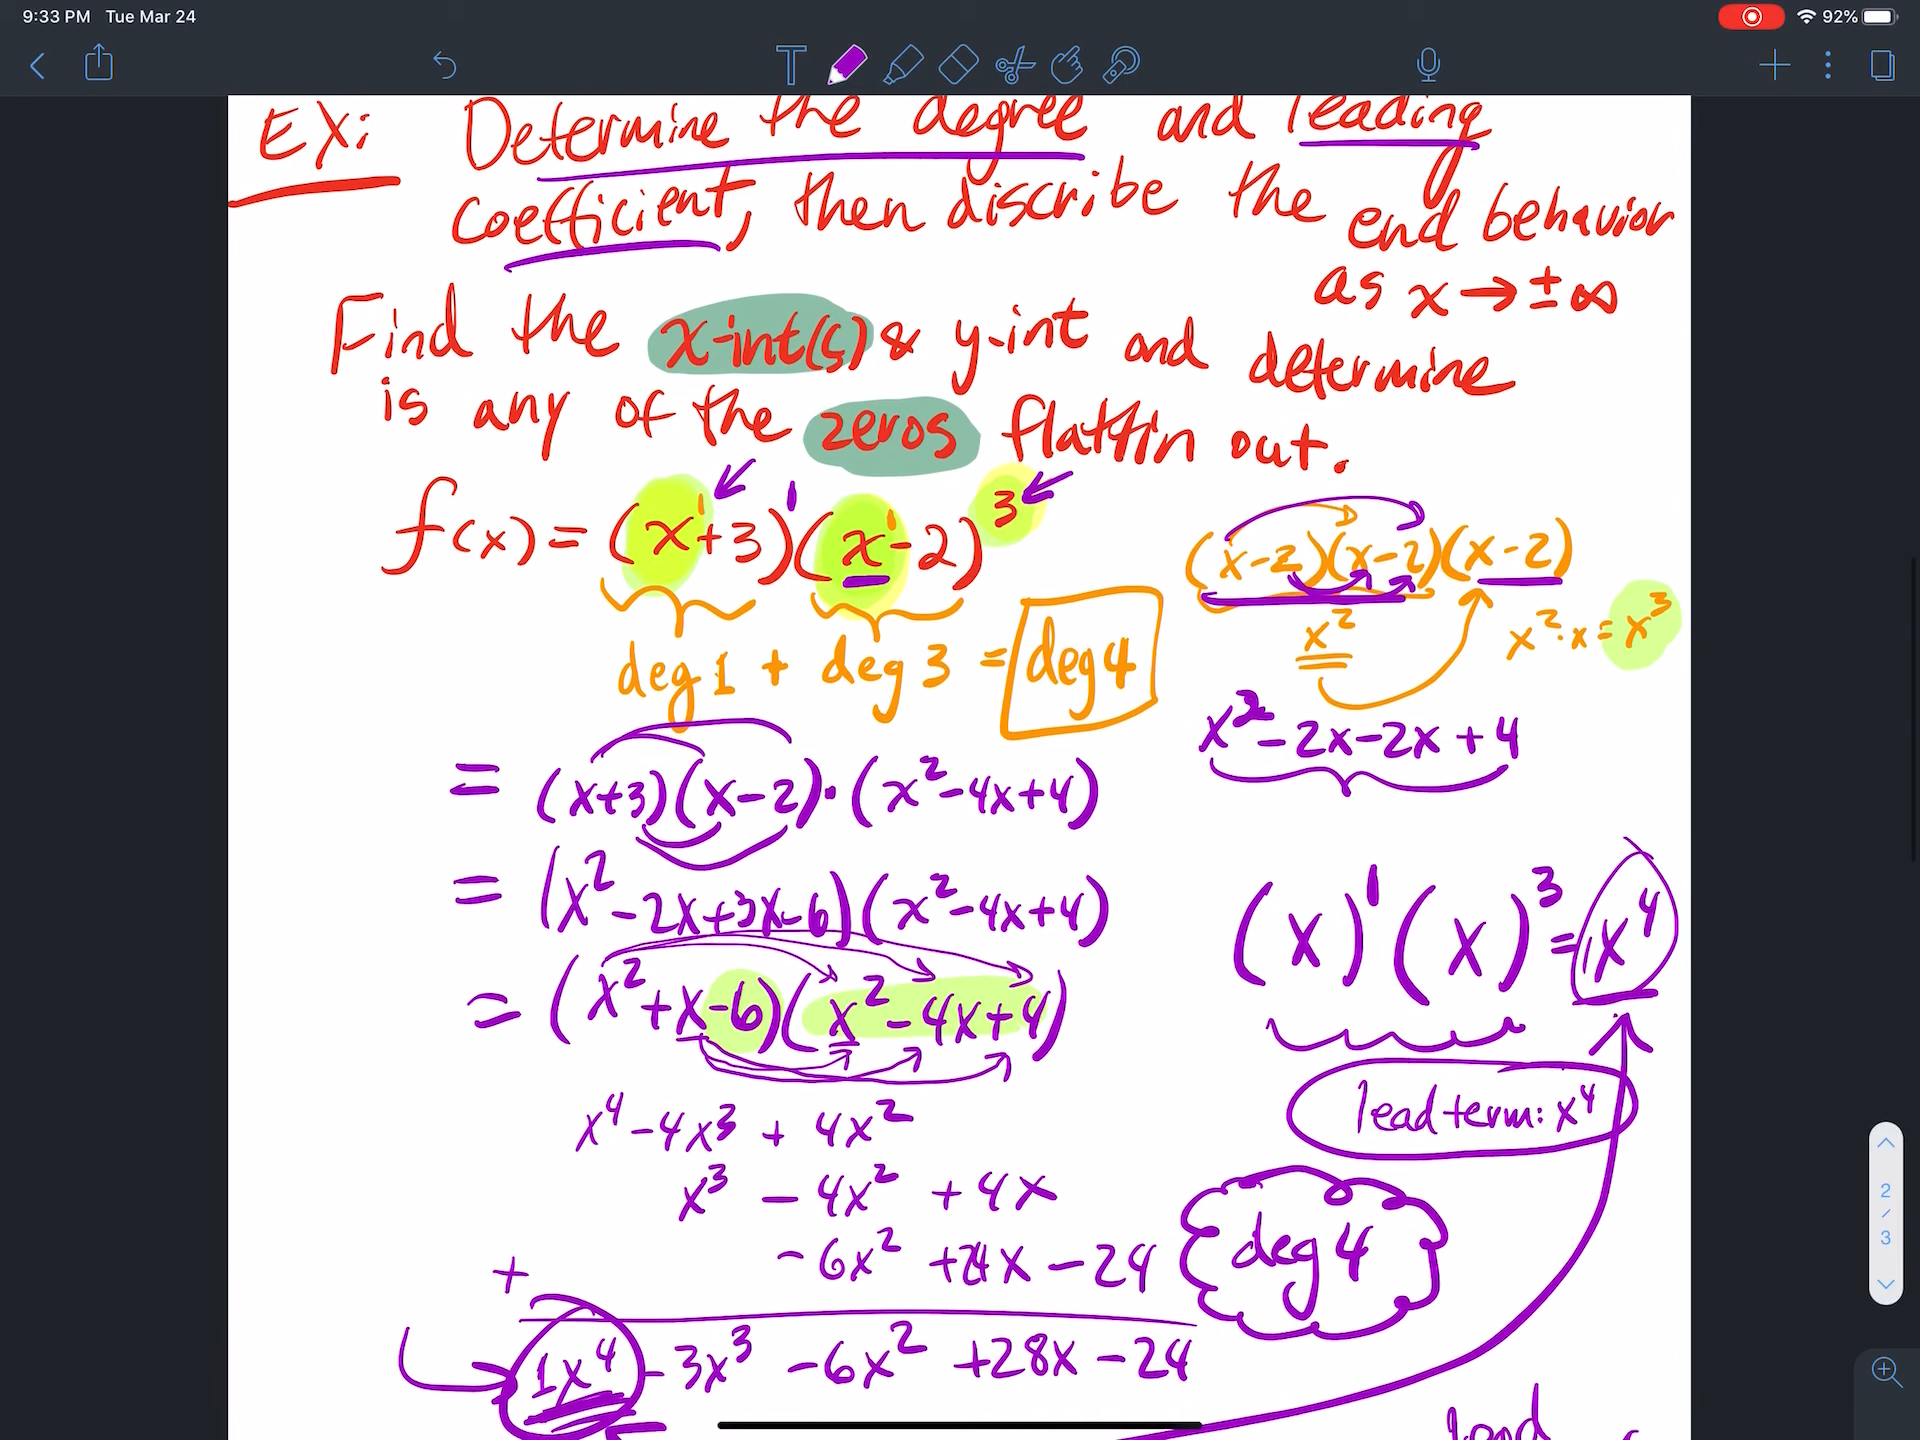 9:33 PM Tue Mar 24
92%
EX: Determine the degree and leading
coefficient, then discribe the end behavior
as x → ± ∞
Find the x-int(s) & y-int and determine
is any of the zeros flattin out.
f(x) = (x¹+3)¹(x¹-2)³
(x-2)(x-2)(x-2)
x²
x²·x = x³
deg 1 + deg 3 = deg 4
x²-2x-2x+4
= (x+3)(x-2)·(x²-4x+4)
= (x²-2x+3x-6)(x²-4x+4)
(x)¹(x)³ = x⁴
= (x²+x-6)(x²-4x+4)
lead term: x⁴
x⁴-4x³ + 4x²
x³ - 4x² + 4x
-6x² +24x -24
deg 4
+
1x⁴ -3x³ -6x² +28x -24
2
/
3